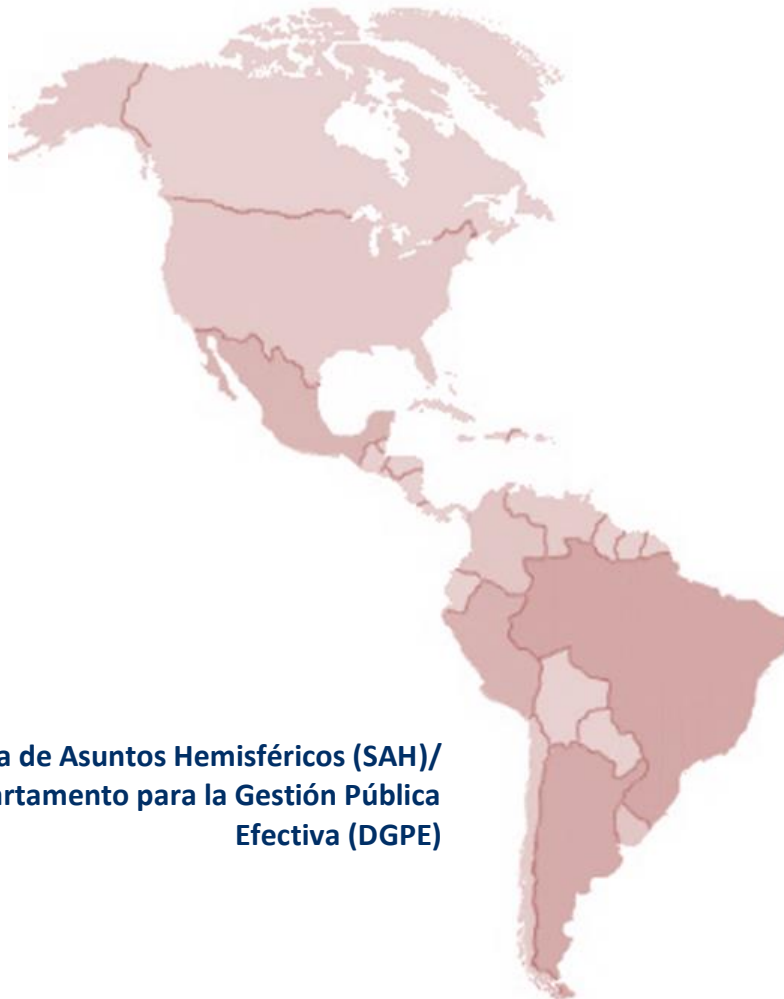 a de Asuntos Hemisféricos (SAH)/
artamento para la Gestión Pública
Efectiva (DGPE)